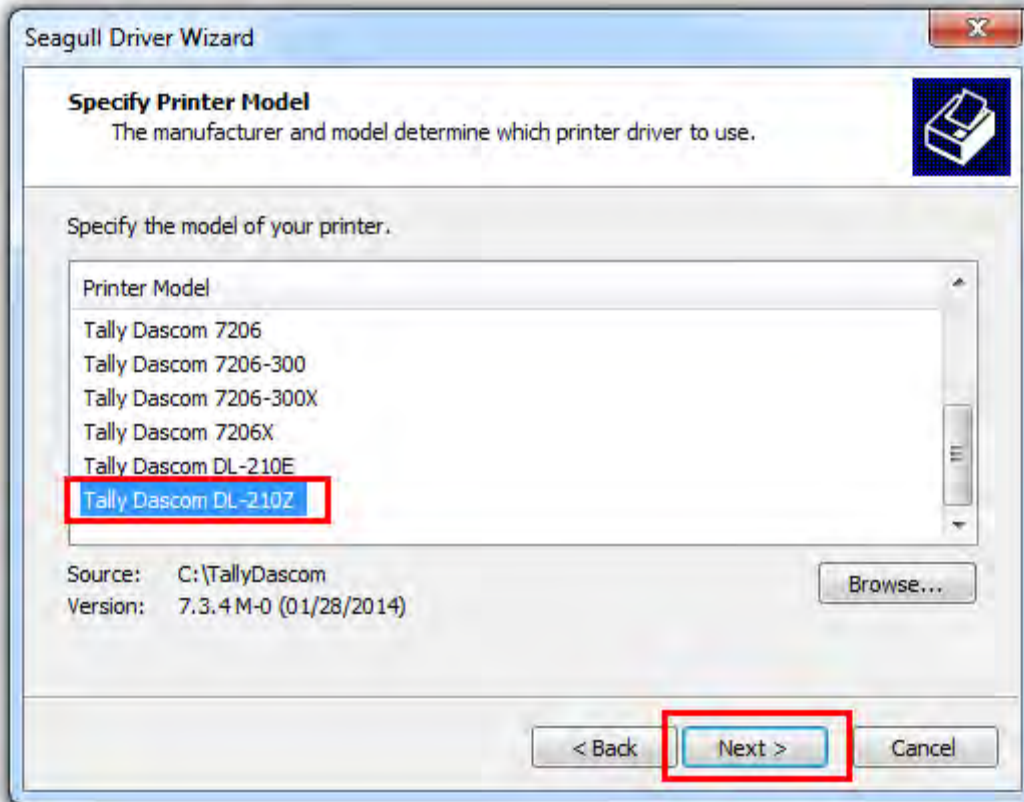 Seagull Driver Wizard
Specify Printer Model
The manufacturer and model determine which printer driver to use.
Specify the model of your printer.
Printer Model
Tally Dascom 7206
Tally Dascom 7206-300
Tally Dascom 7206-300X
Tally Dascom 7206X
Tally Dascom DL-210E
Tally Dascom DL-210Z
Source: C:\TallyDascom
Browse...
Version: 7.3.4 M-0 (01/28/2014)
< Back Next > Cancel